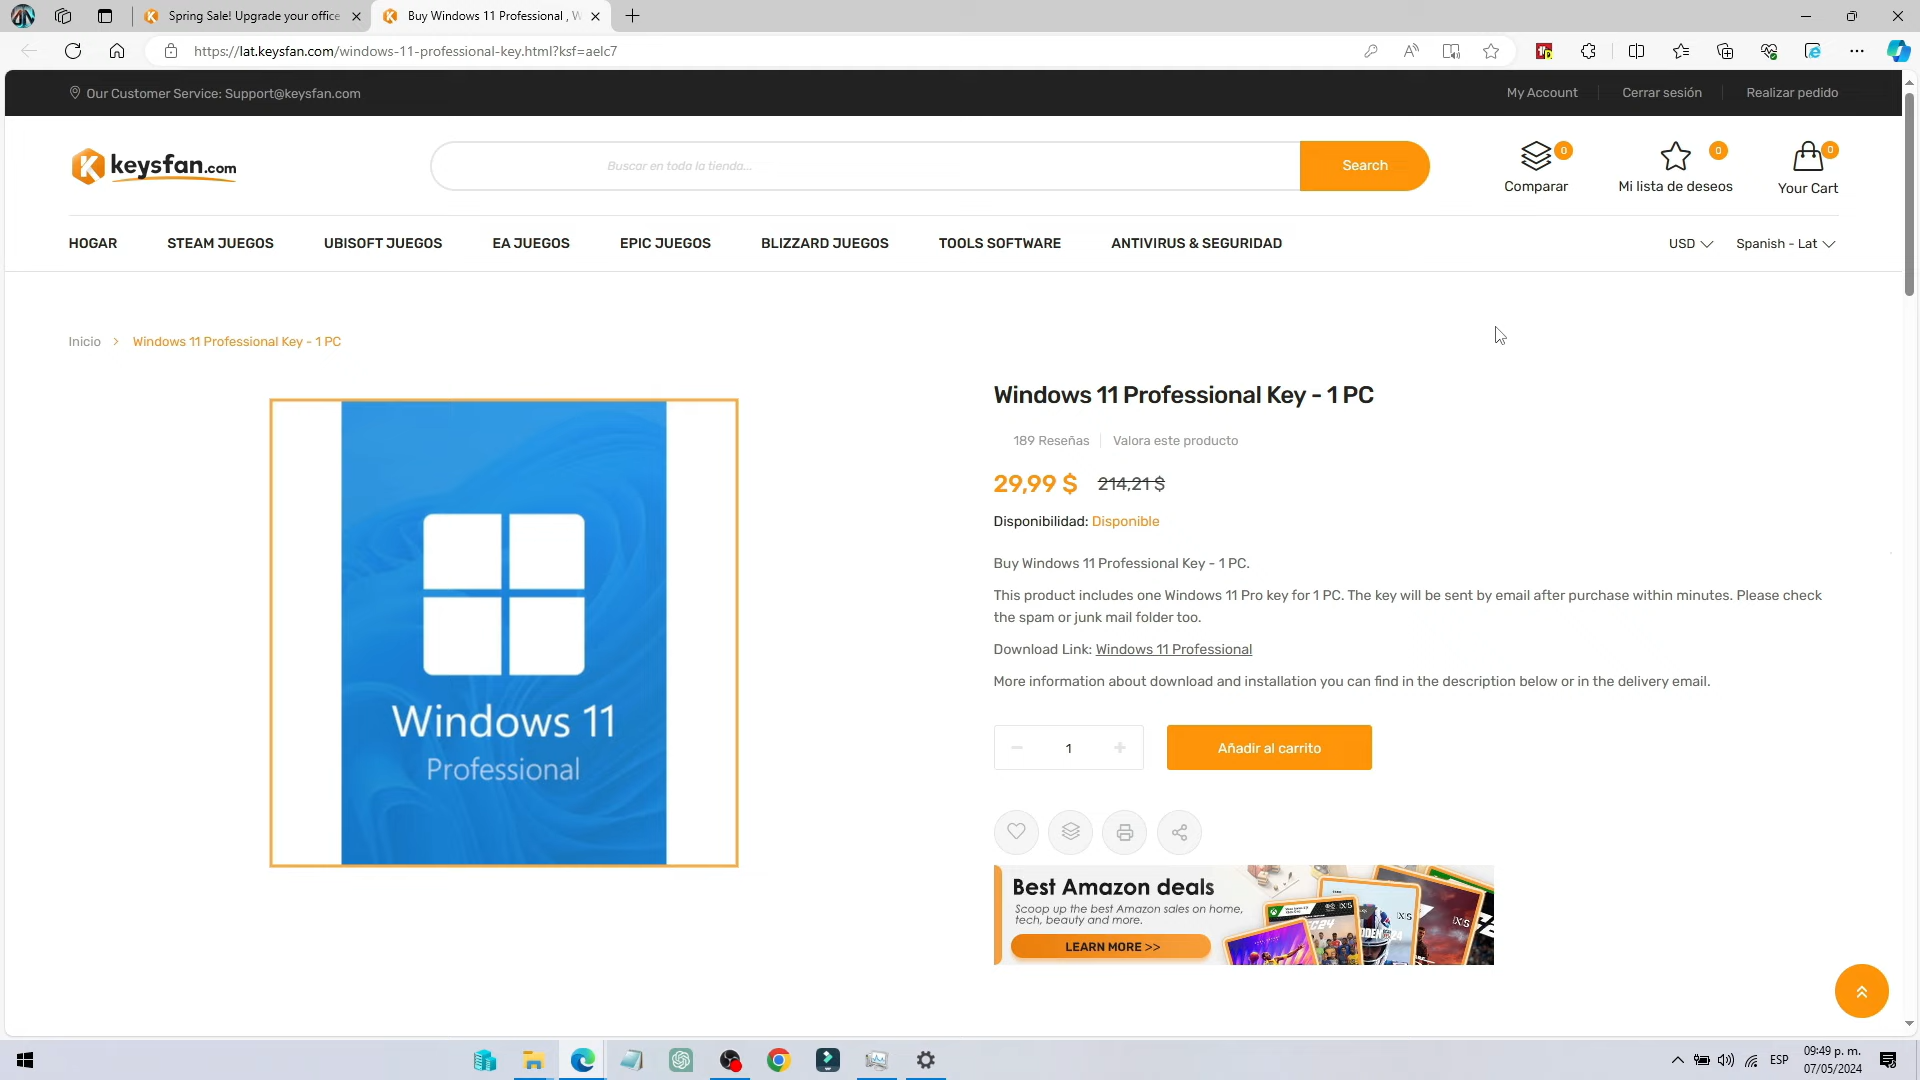 Spring Sale! Upgrade your office
Buy Windows 11 Professional , W
https://lat.keysfan.com/windows-11-professional-key.html?ksf=aelc7
Our Customer Service: Support@keysfan.com
My Account
Cerrar sesión
Realizar pedido
keysfan.com
Buscar en toda la tienda...
Search
0
Comparar
0
Mi lista de deseos
0
Your Cart
HOGAR
STEAM JUEGOS
UBISOFT JUEGOS
EA JUEGOS
EPIC JUEGOS
BLIZZARD JUEGOS
TOOLS SOFTWARE
ANTIVIRUS & SEGURIDAD
USD
Spanish - Lat
Inicio > Windows 11 Professional Key - 1 PC
Windows 11
Professional
Windows 11 Professional Key - 1 PC
189 Reseñas
Valora este producto
29,99 $ 214,21 $
Disponibilidad: Disponible
Buy Windows 11 Professional Key - 1 PC.
This product includes one Windows 11 Pro key for 1 PC. The key will be sent by email after purchase within minutes. Please check
the spam or junk mail folder too.
Download Link: Windows 11 Professional
More information about download and installation you can find in the description below or in the delivery email.
− 1 +
Añadir al carrito
Best Amazon deals
Scoop up the best Amazon sales on home,
tech, beauty and more.
LEARN MORE >>
ESP
09:49 p. m.
07/05/2024